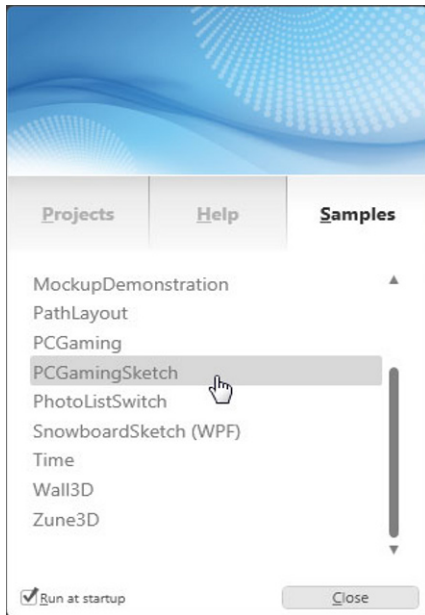 Projects
Help
Samples
MockupDemonstration
PathLayout
PCGaming
PCGamingSketch
PhotoListSwitch
SnowboardSketch (WPF)
Time
Wall3D
Zune3D
Run at startup
Close